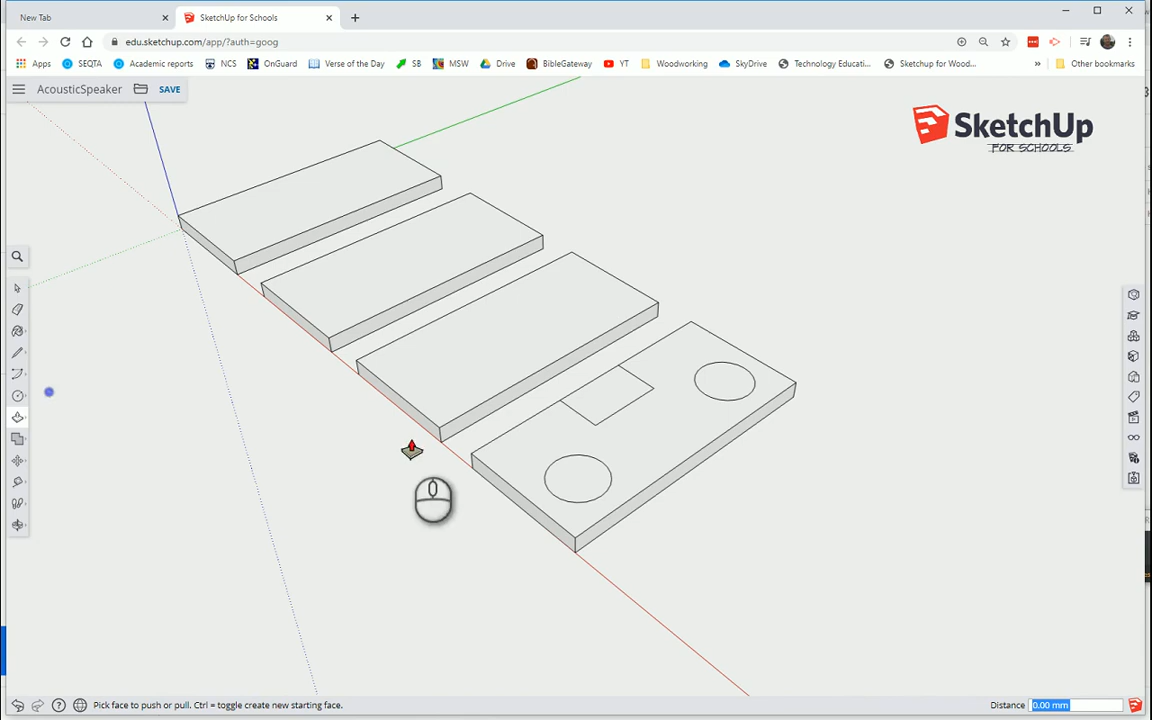 New Tab
SketchUp for Schools
edu.sketchup.com/app/?auth=goog
Apps SEQTA Academic reports NCS OnGuard Verse of the Day SB MSW Drive BibleGateway YT Woodworking SkyDrive Technology Educati... Sketchup for Wood... » Other bookmarks
AcousticSpeaker SAVE
SketchUp
FOR SCHOOLS
Pick face to push or pull. Ctrl = toggle create new starting face.
Distance 0.00 mm